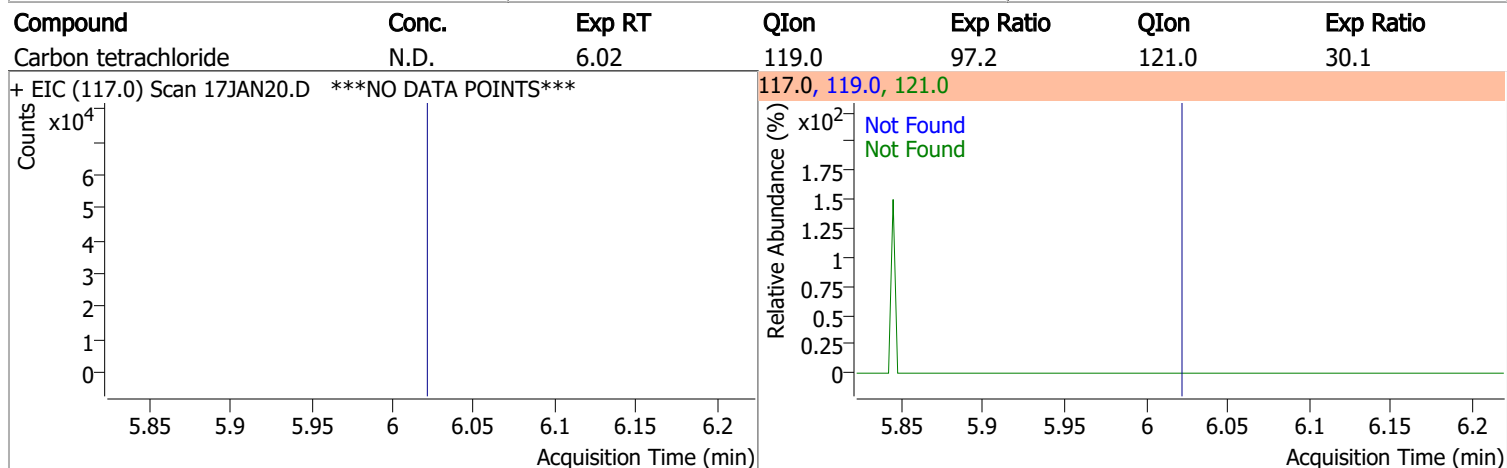 Compound Conc. Exp RT QIon Exp Ratio QIon Exp Ratio
Carbon tetrachloride N.D. 6.02 119.0 97.2 121.0 30.1
+ EIC (117.0) Scan 17JAN20.D ***NO DATA POINTS***
Counts
x10⁴
6
5
4
3
2
1
0
5.85 5.9 5.95 6 6.05 6.1 6.15 6.2
Acquisition Time (min)
117.0, 119.0, 121.0
Relative Abundance (%)
x10²
Not Found
Not Found
1.75
1.5
1.25
1
0.75
0.5
0.25
0
5.85 5.9 5.95 6 6.05 6.1 6.15 6.2
Acquisition Time (min)